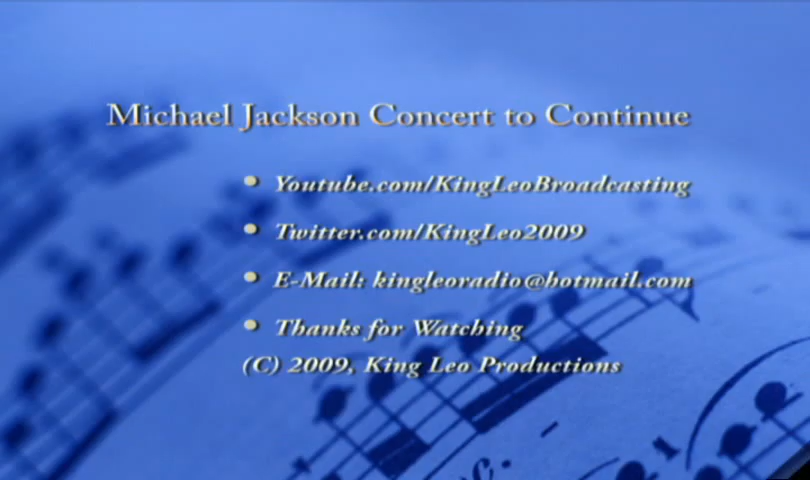 Michael Jackson Concert to Continue
• Youtube.com/KingLeoBroadcasting
• Twitter.com/KingLeo2009
• E-Mail: kingleoradio@hotmail.com
• Thanks for Watching
(C) 2009, King Leo Productions
c.
1